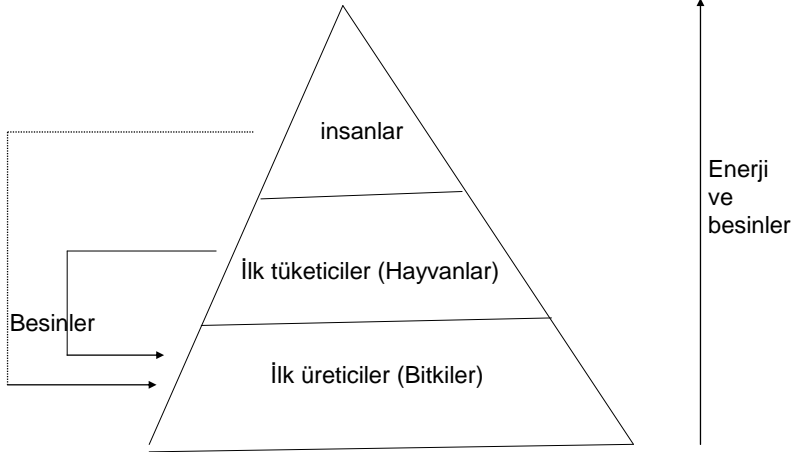 insanlar
Enerji
ve
besinler
İlk tüketiciler (Hayvanlar)
Besinler
İlk üreticiler (Bitkiler)